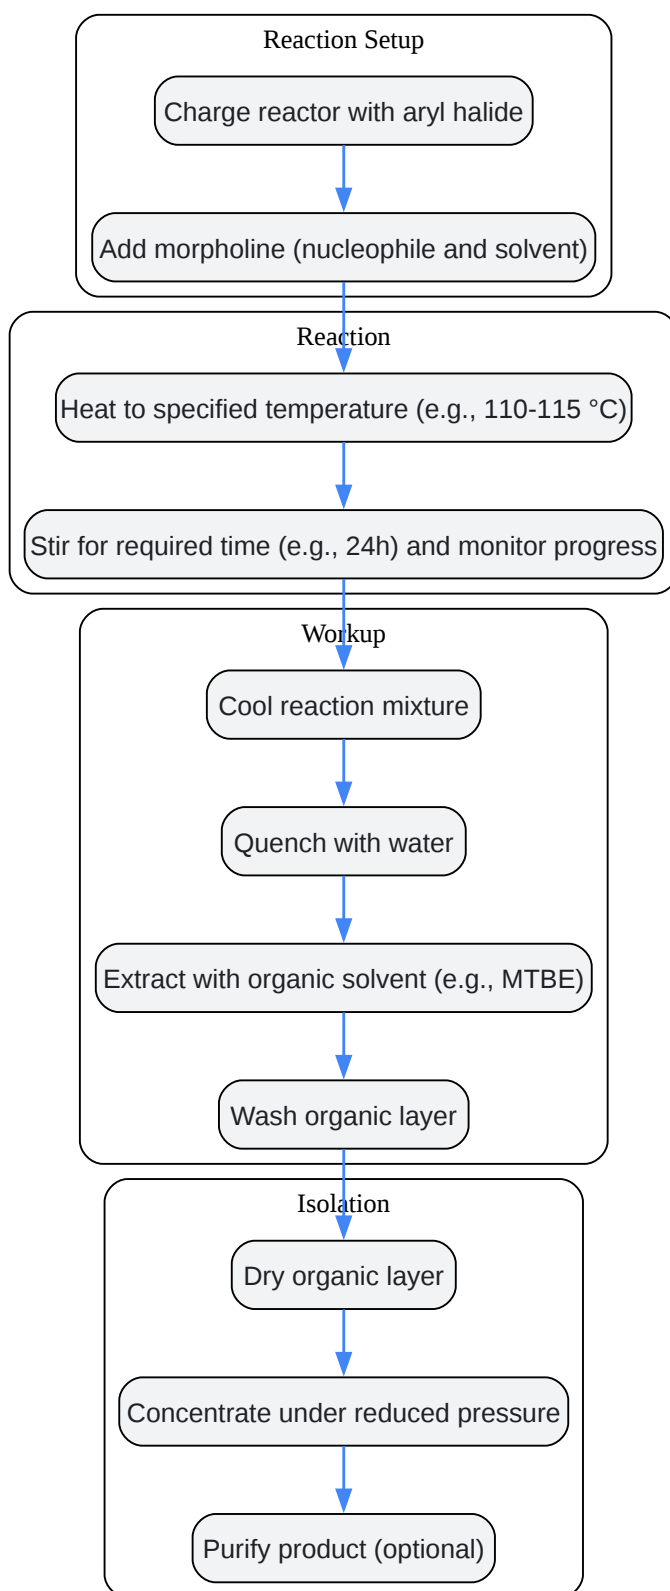 Reaction Setup
Charge reactor with aryl halide
Add morpholine (nucleophile and solvent)
Reaction
Heat to specified temperature (e.g., 110-115 °C)
Stir for required time (e.g., 24h) and monitor progress
Workup
Cool reaction mixture
Quench with water
Extract with organic solvent (e.g., MTBE)
Wash organic layer
Isolation
Dry organic layer
Concentrate under reduced pressure
Purify product (optional)